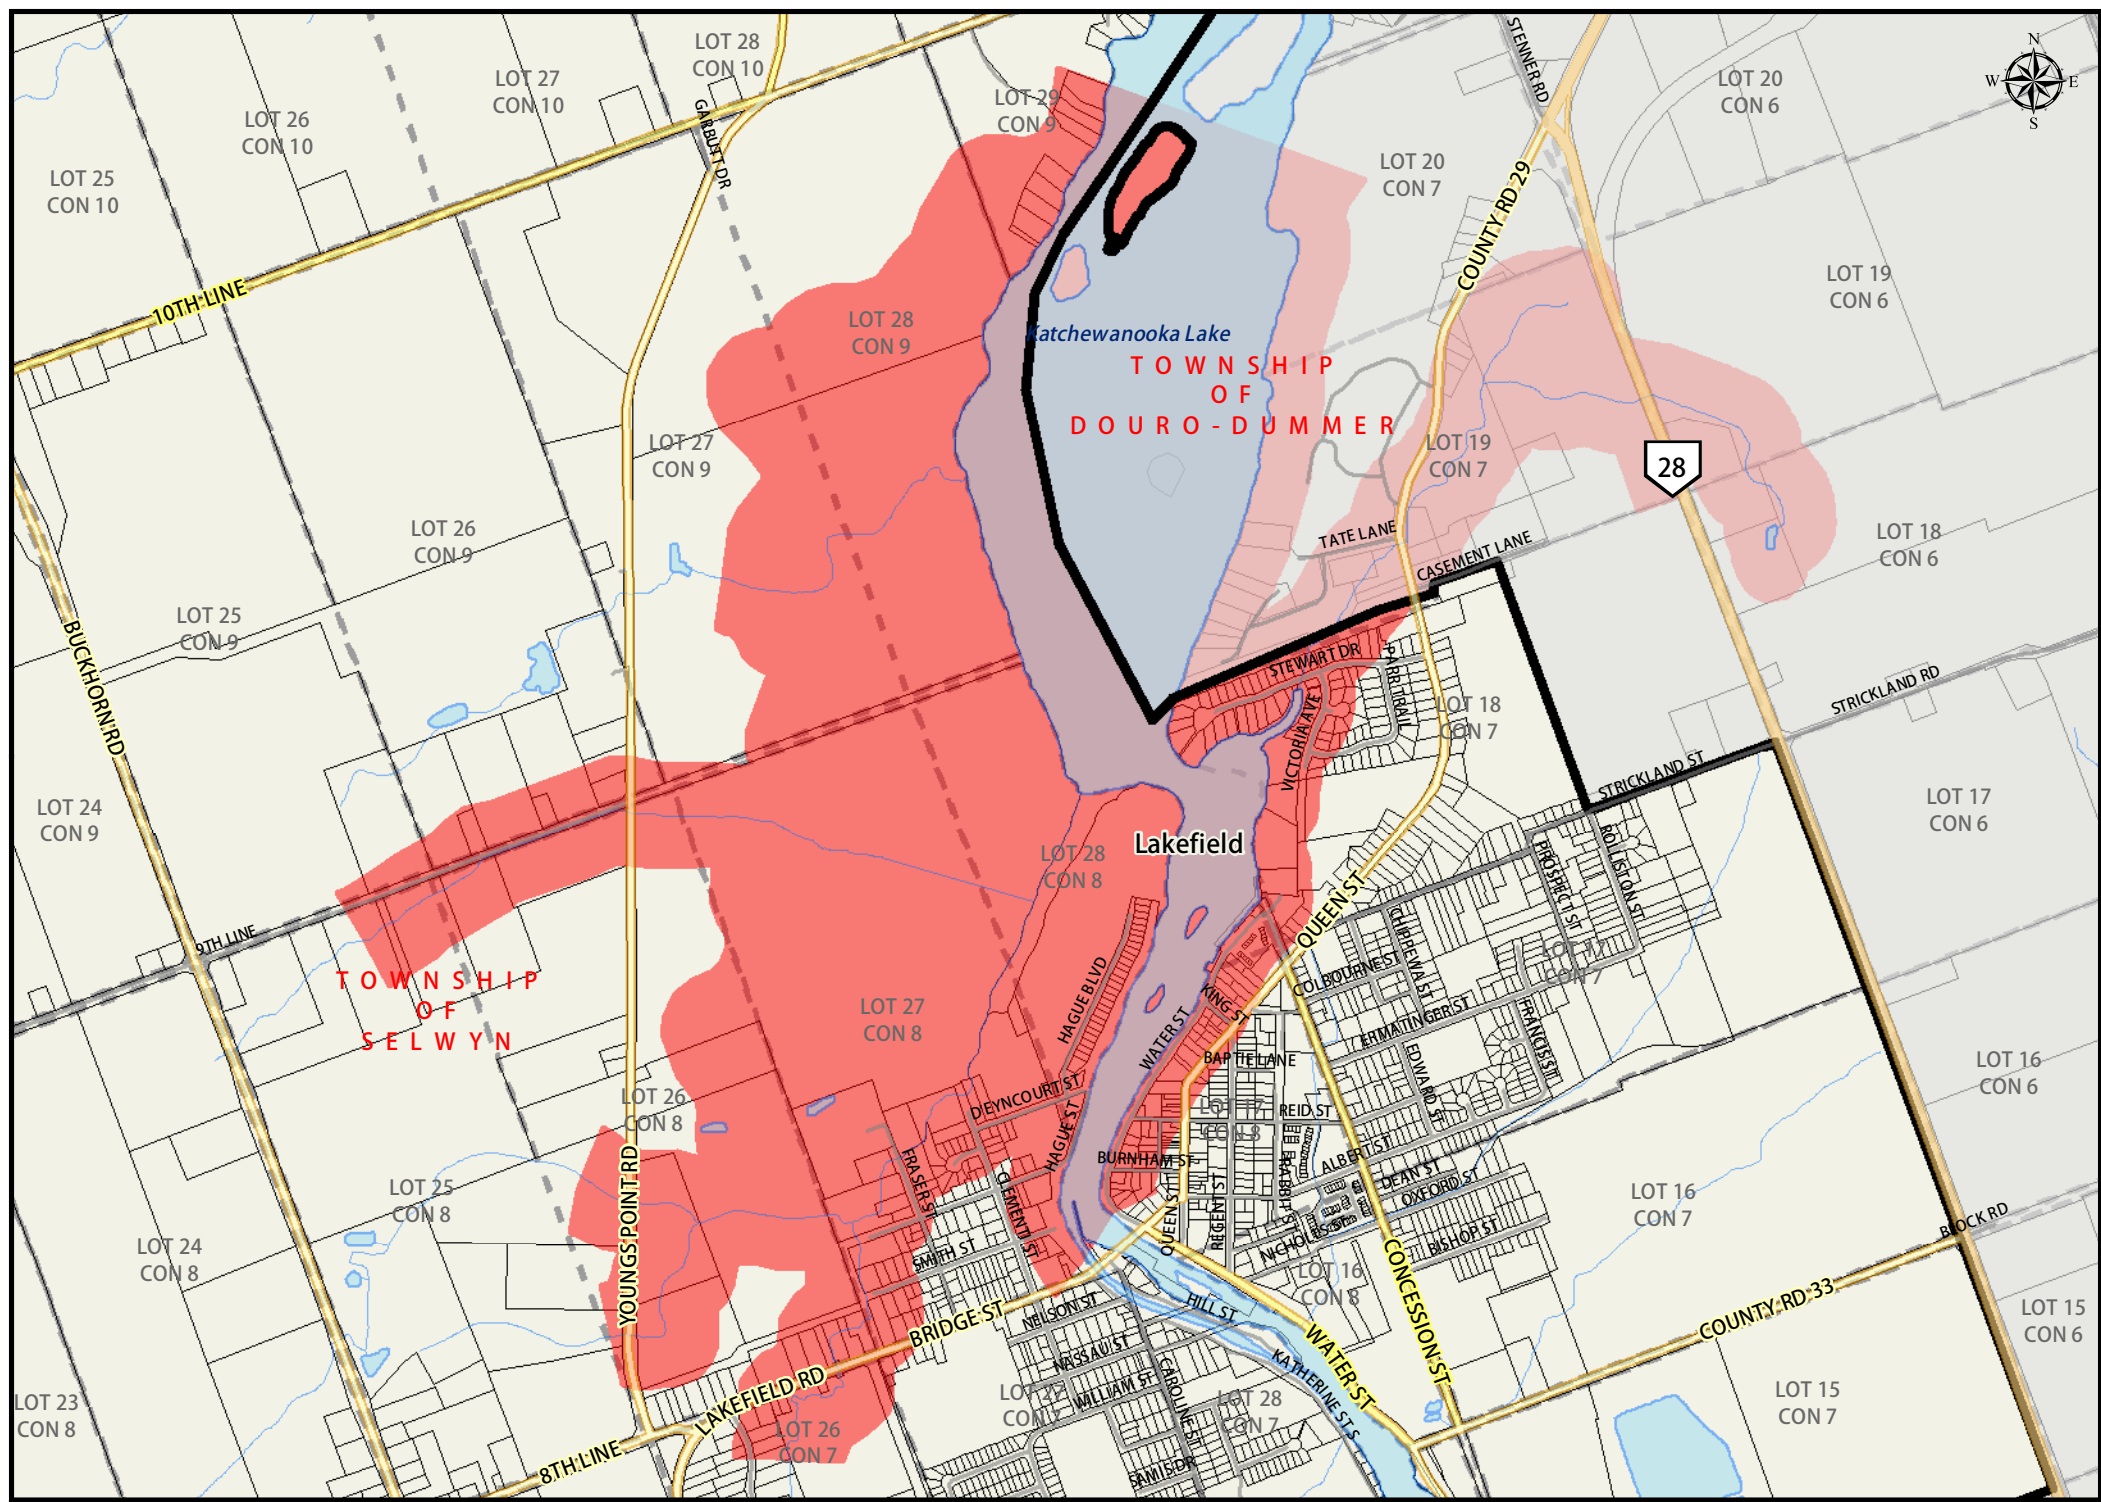 LOT 28
CON 10
LOT 27
CON 10
LOT 26
CON 10
LOT 25
CON 10
LOT 29
CON 9
GARBUTT DR
STENNER RD
LOT 20
CON 6
N
W
E
S
LOT 20
CON 7
COUNTY RD 29
LOT 19
CON 6
10TH LINE
LOT 28
CON 9
Katchewanooka Lake
TOWNSHIP
OF
DOURO-DUMMER
LOT 27
CON 9
LOT 19
CON 7
28
LOT 26
CON 9
TATE LANE
CASEMENT LANE
LOT 18
CON 6
LOT 25
CON 9
BUCKHORN RD
STEWART DR
PARR TRAIL
VICTORIA AVE
LOT 18
CON 7
STRICKLAND RD
STRICKLAND ST
LOT 24
CON 9
LOT 17
CON 6
Lakefield
LOT 28
CON 8
ROLLISTON ST
PROSPECT ST
QUEEN ST
CHIPPEWA ST
9TH LINE
LOT 17
CON 7
COLBOURNE ST
TOWNSHIP
OF
SELWYN
HAGUE BLVD
KING ST
WATER ST
LOT 27
CON 8
ERMATINGER ST
FRANCIS ST
BAPTIE LANE
EDWARD ST
LOT 16
CON 6
D'EYNCOURT ST
LOT 26
CON 8
LOT 17
CON 8
REID ST
HAGUE ST
BURNHAM ST
ALBERT ST
DEAN ST
OXFORD ST
RABBIT ST
FRASER ST
CLEMENTI ST
LOT 25
CON 8
LOT 16
CON 7
YOUNGS POINT RD
QUEEN ST
REGENT ST
NICHOLLS ST
BISHOP ST
BLOCK RD
LOT 24
CON 8
SMITH ST
CONCESSION ST
LOT 16
CON 8
HILL ST
BRIDGE ST
NELSON ST
COUNTY RD 33
LOT 15
CON 6
WATER ST
NASSAU ST
CAROLINE ST
KATHERINE ST S
WILLIAM ST
LAKEFIELD RD
LOT 27
CON 7
LOT 28
CON 7
LOT 15
CON 7
LOT 23
CON 8
LOT 26
CON 7
8TH LINE
SAMIS DR